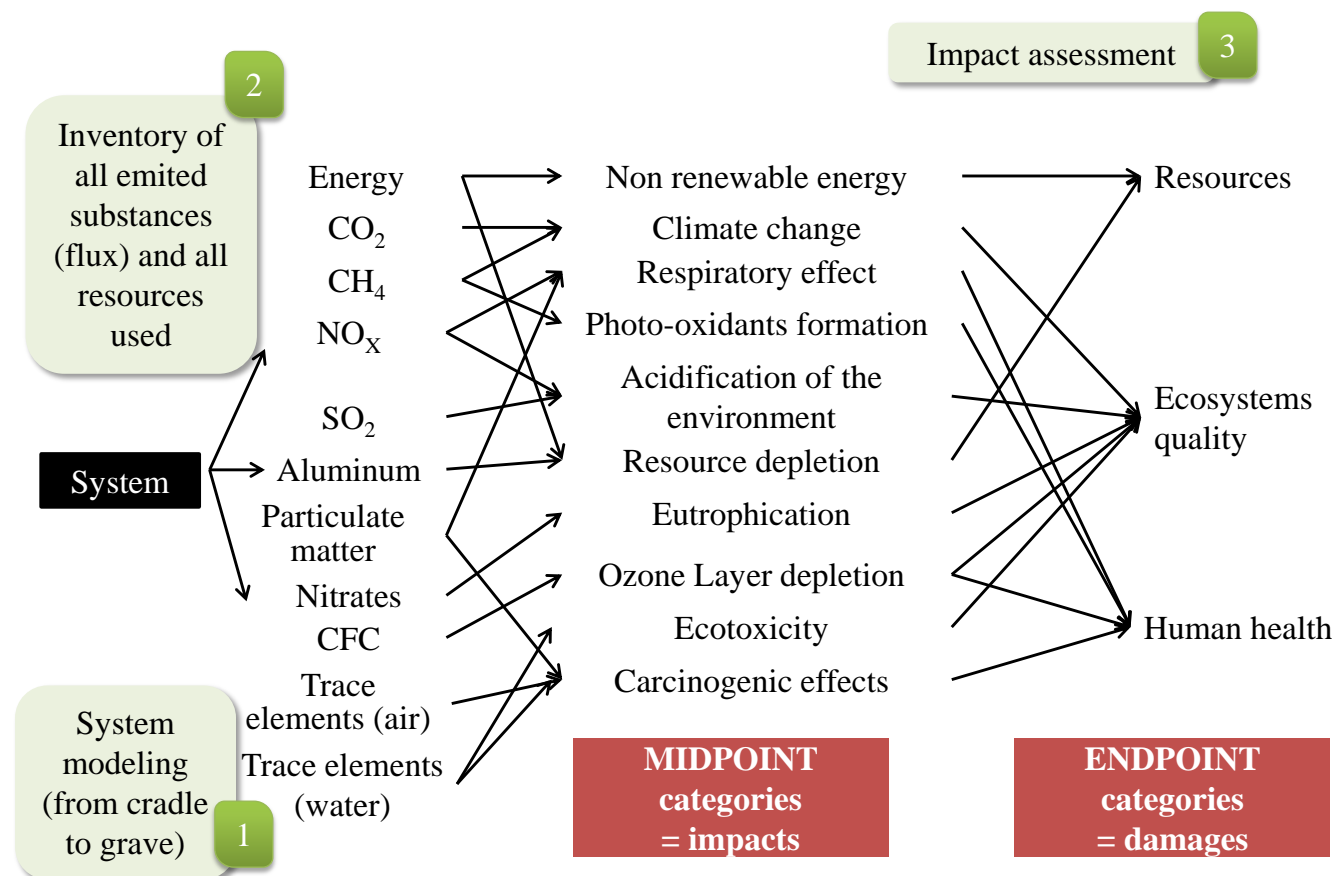 Impact assessment
3
2
Inventory of
all emited
substances
(flux) and all
resources
used
System
System
modeling
(from cradle
to grave)
1
Energy
CO2
CH4
NOX
SO2
Aluminum
Particulate
matter
Nitrates
CFC
Trace
elements (air)
Trace elements
(water)
Non renewable energy
Climate change
Respiratory effect
Photo-oxidants formation
Acidification of the
environment
Resource depletion
Eutrophication
Ozone Layer depletion
Ecotoxicity
Carcinogenic effects
MIDPOINT
categories
= impacts
Resources
Ecosystems
quality
Human health
ENDPOINT
categories
= damages